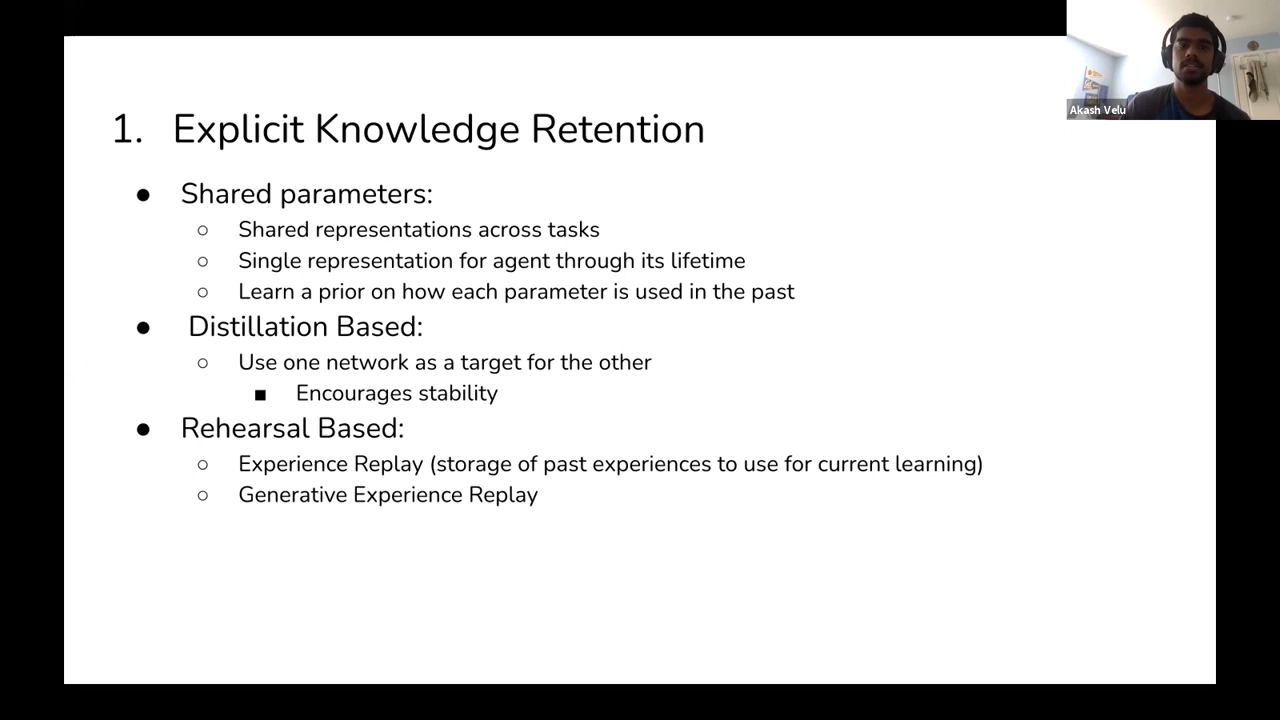 Akash Velu
1. Explicit Knowledge Retention
● Shared parameters:
○ Shared representations across tasks
○ Single representation for agent through its lifetime
○ Learn a prior on how each parameter is used in the past
● Distillation Based:
○ Use one network as a target for the other
■ Encourages stability
● Rehearsal Based:
○ Experience Replay (storage of past experiences to use for current learning)
○ Generative Experience Replay